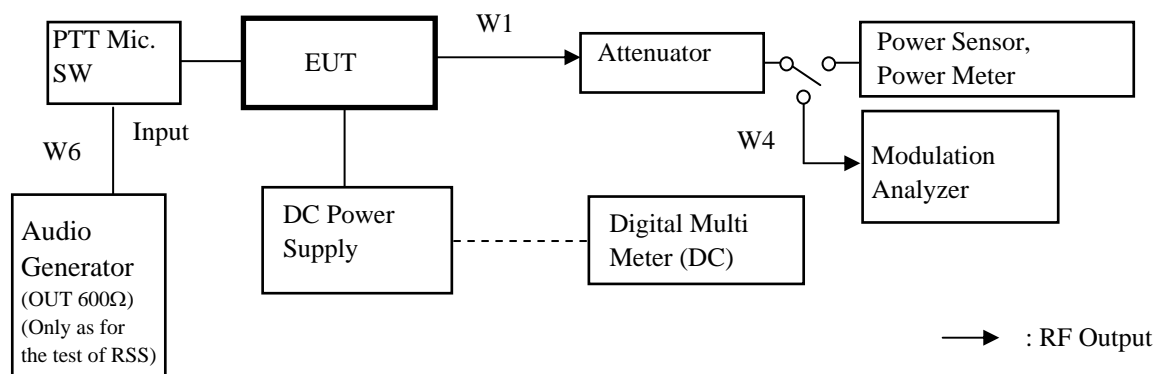 PTT Mic.
SW
EUT
W1
Attenuator
Power Sensor,
Power Meter
Input
W6
W4
Modulation
Analyzer
Audio
Generator
(OUT 600Ω)
(Only as for
the test of RSS)
DC Power
Supply
Digital Multi
Meter (DC)
: RF Output